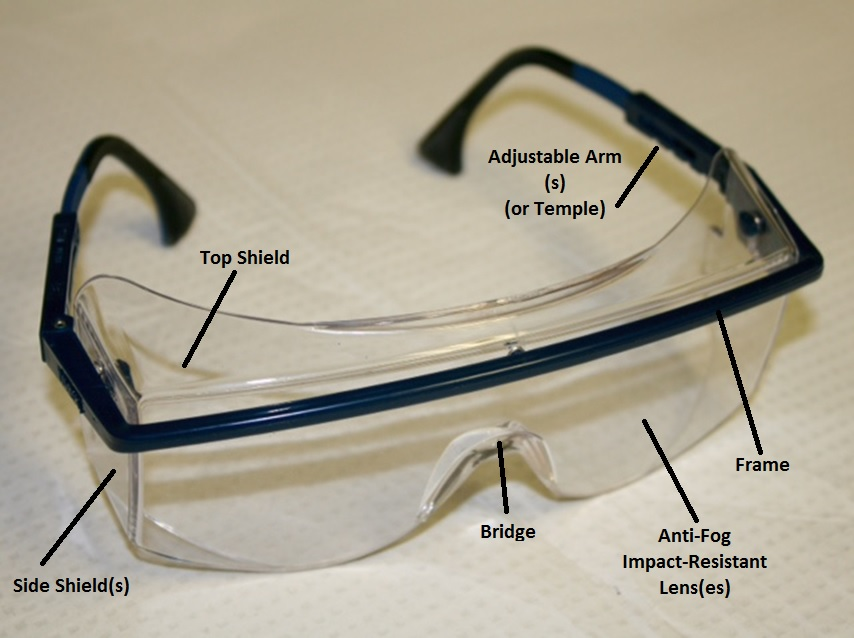 Adjustable Arm
(s)
(or Temple)
Top Shield
Frame
Bridge
Anti-Fog
Impact-Resistant
Lens(es)
Side Shield(s)